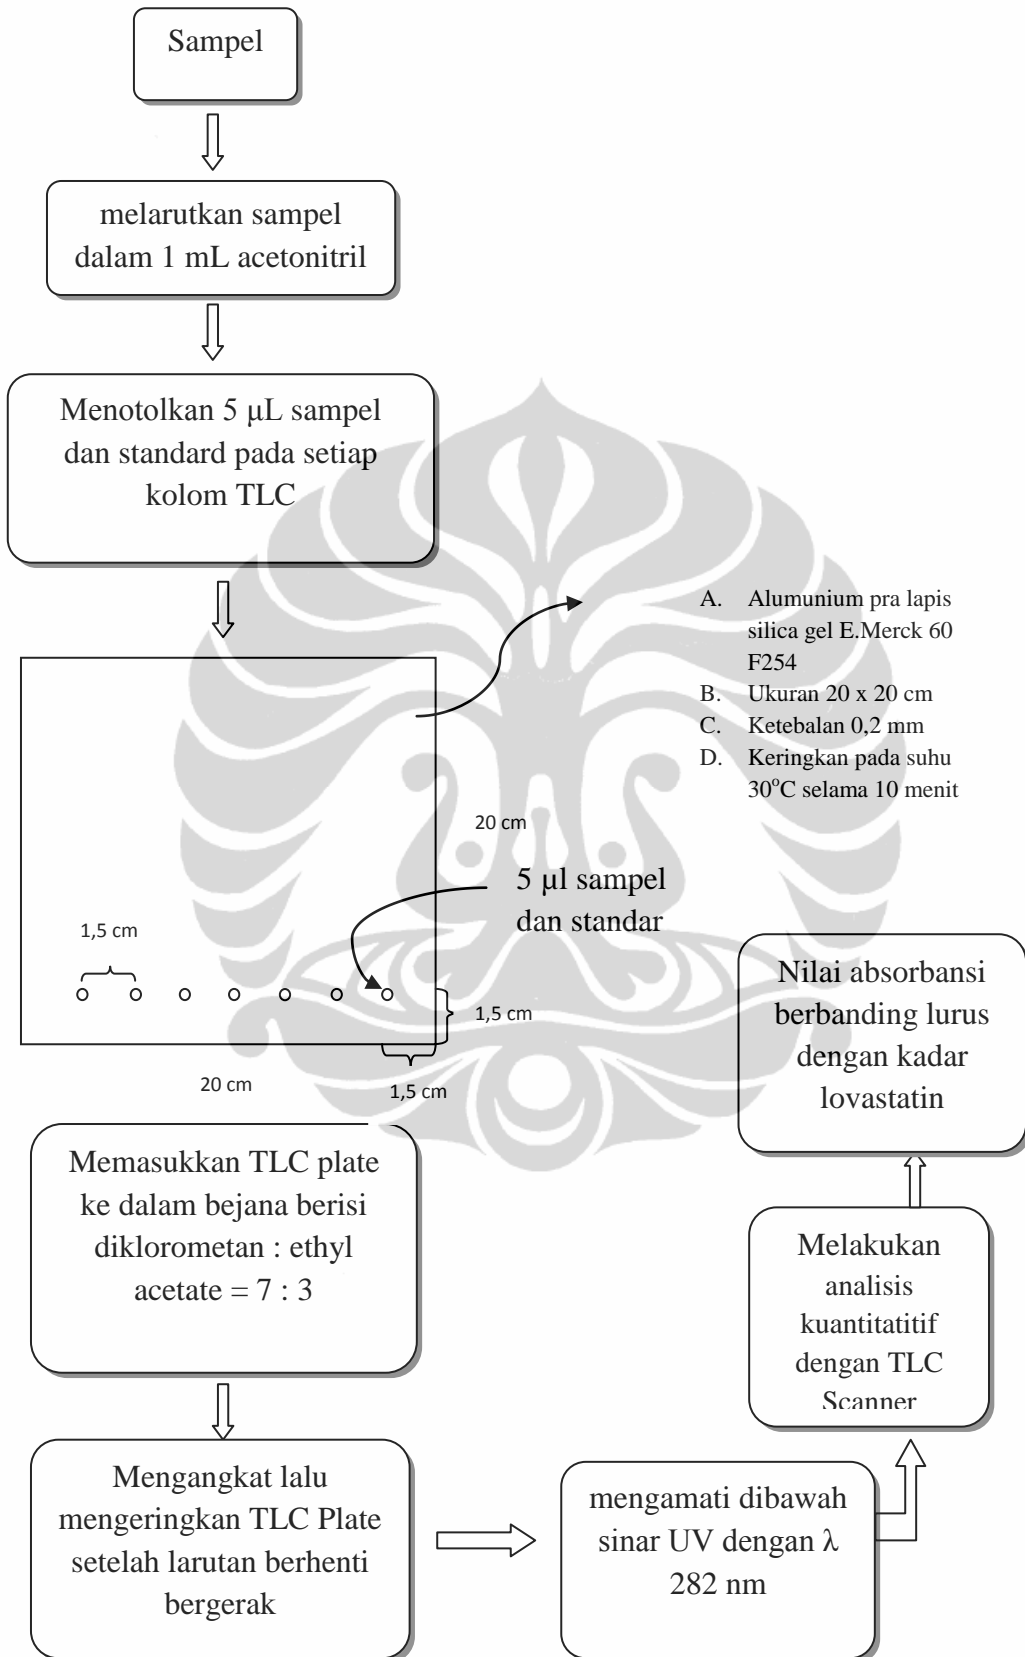 Sampel
melarutkan sampel
dalam 1 mL acetonitril
Menotolkan 5 μL sampel
dan standard pada setiap
kolom TLC
A. Alumunium pra lapis
silica gel E.Merck 60
F254
B. Ukuran 20 x 20 cm
C. Ketebalan 0,2 mm
D. Keringkan pada suhu
30°C selama 10 menit
20 cm
5 μl sampel
dan standar
1,5 cm
1,5 cm
20 cm
1,5 cm
Memasukkan TLC plate
ke dalam bejana berisi
diklorometan : ethyl
acetate = 7 : 3
Mengangkat lalu
mengeringkan TLC Plate
setelah larutan berhenti
bergerak
mengamati dibawah
sinar UV dengan λ
282 nm
Melakukan
analisis
kuantitatitif
dengan TLC
Scanner
Nilai absorbansi
berbanding lurus
dengan kadar
lovastatin